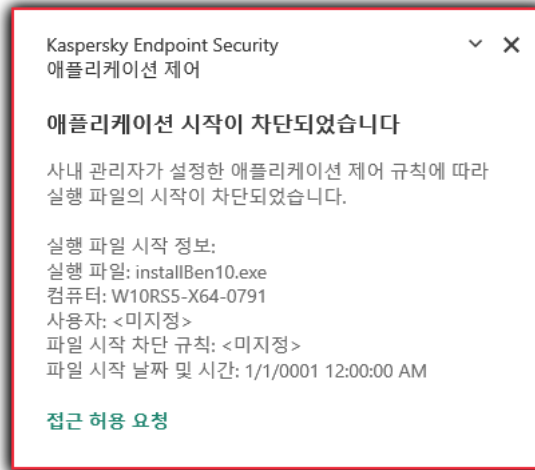 Kaspersky Endpoint Security
애플리케이션 제어
애플리케이션 시작이 차단되었습니다
사내 관리자가 설정한 애플리케이션 제어 규칙에 따라
실행 파일의 시작이 차단되었습니다.
실행 파일 시작 정보:
실행 파일: installBen10.exe
컴퓨터: W10RS5-X64-0791
사용자: <미지정>
파일 시작 차단 규칙: <미지정>
파일 시작 날짜 및 시간: 1/1/0001 12:00:00 AM
접근 허용 요청